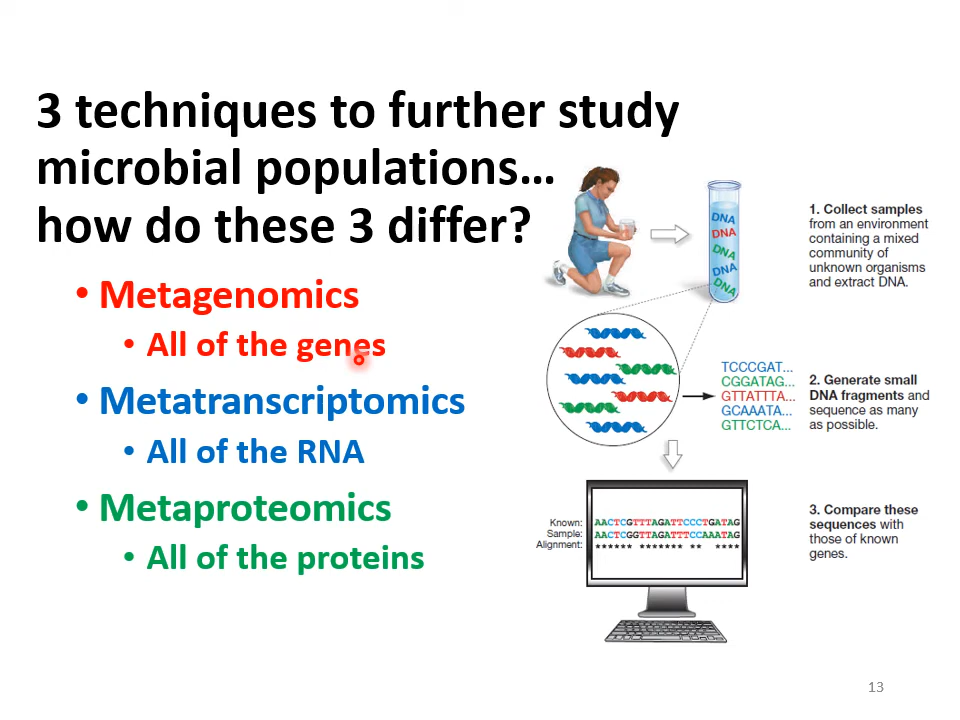 3 techniques to further study
microbial populations…
how do these 3 differ?
• Metagenomics
• All of the genes
• Metatranscriptomics
• All of the RNA
• Metaproteomics
• All of the proteins
DNA
DNA
DNA
DNA
DNA
1. Collect samples
from an environment
containing a mixed
community of
unknown organisms
and extract DNA.
TCCCGAT...
CGGATAG...
GTTATTTA...
GCAAATA...
GTTCTCA...
2. Generate small
DNA fragments and
sequence as many
as possible.
Known: AACTCGTTTAGATTCCCTGATAG
Sample: AACTCGGTTAGATTTCCAAATAG
Alignment: ****** ******* ** ****
3. Compare these
sequences with
those of known
genes.
13